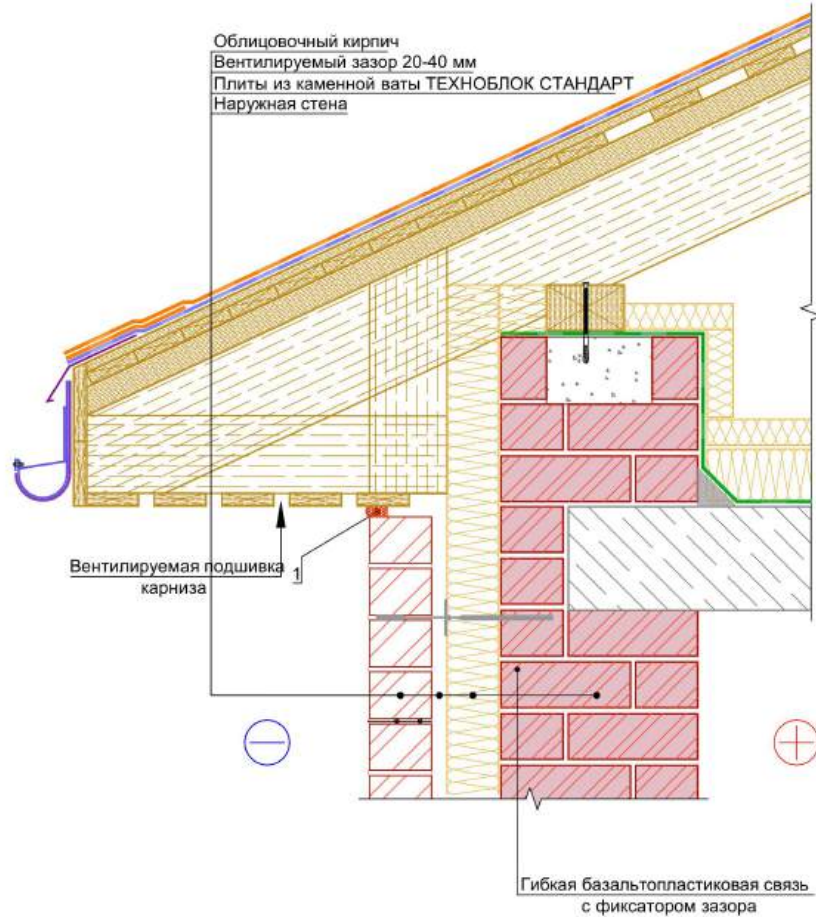 Облицовочный кирпич
Вентилируемый зазор 20-40 мм
Плиты из каменной ваты ТЕХНОБЛОК СТАНДАРТ
Наружная стена
Вентилируемая подшивка
карниза
1
Гибкая базальтопластиковая связь
с фиксатором зазора